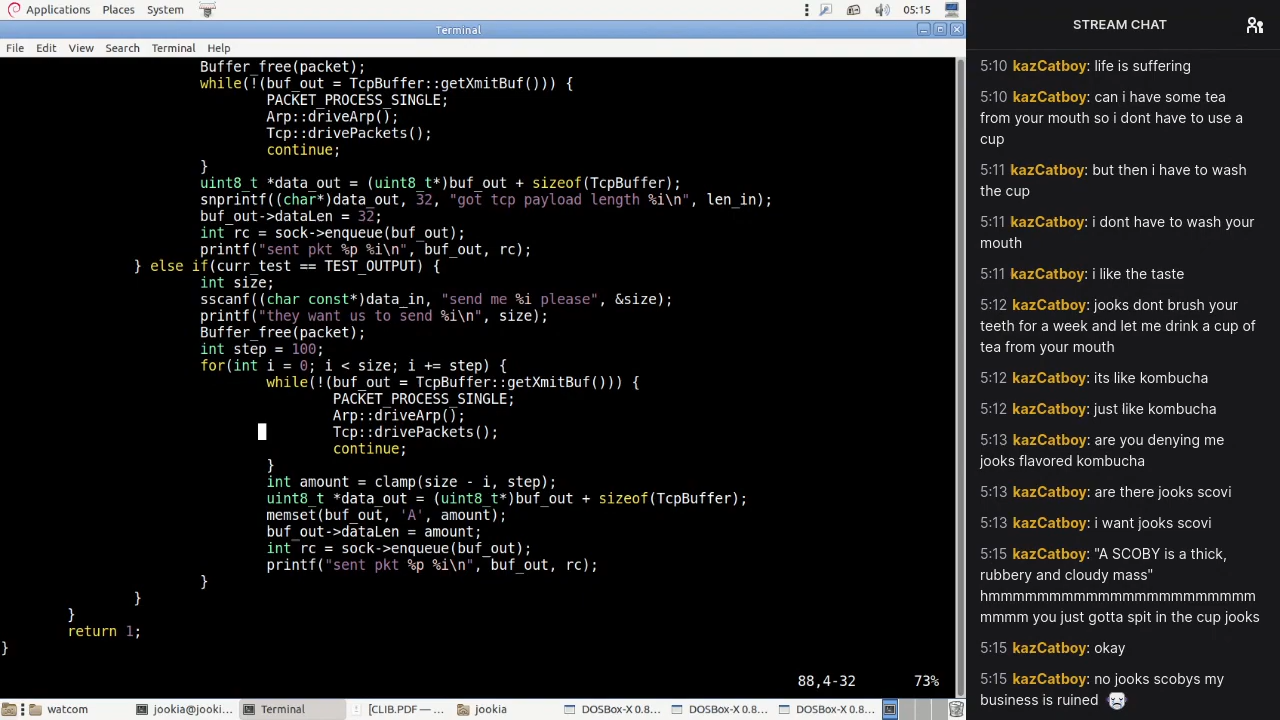 Applications Places System 05:15
Terminal
File Edit View Search Terminal Help
Buffer_free(packet);
while(!(buf_out = TcpBuffer::getXmitBuf())) {
PACKET_PROCESS_SINGLE;
Arp::driveArp();
Tcp::drivePackets();
continue;
}
uint8_t *data_out = (uint8_t*)buf_out + sizeof(TcpBuffer);
snprintf((char*)data_out, 32, "got tcp payload length %i\n", len_in);
buf_out->dataLen = 32;
int rc = sock->enqueue(buf_out);
printf("sent pkt %p %i\n", buf_out, rc);
} else if(curr_test == TEST_OUTPUT) {
int size;
sscanf((char const*)data_in, "send me %i please", &size);
printf("they want us to send %i\n", size);
Buffer_free(packet);
int step = 100;
for(int i = 0; i < size; i += step) {
while(!(buf_out = TcpBuffer::getXmitBuf())) {
PACKET_PROCESS_SINGLE;
Arp::driveArp();
Tcp::drivePackets();
continue;
}
int amount = clamp(size - i, step);
uint8_t *data_out = (uint8_t*)buf_out + sizeof(TcpBuffer);
memset(buf_out, 'A', amount);
buf_out->dataLen = amount;
int rc = sock->enqueue(buf_out);
printf("sent pkt %p %i\n", buf_out, rc);
}
}
}
return 1;
}
88,4-32 73%
watcom jookia@jooki... Terminal [CLIB.PDF — ... jookia DOSBox-X 0.8... DOSBox-X 0.8... DOSBox-X 0.8...
STREAM CHAT
5:10 kazCatboy: life is suffering
5:10 kazCatboy: can i have some tea
from your mouth so i dont have to use a
cup
5:11 kazCatboy: but then i have to wash
the cup
5:11 kazCatboy: i dont have to wash your
mouth
5:11 kazCatboy: i like the taste
5:12 kazCatboy: jooks dont brush your
teeth for a week and let me drink a cup of
tea from your mouth
5:12 kazCatboy: its like kombucha
5:12 kazCatboy: just like kombucha
5:13 kazCatboy: are you denying me
jooks flavored kombucha
5:13 kazCatboy: are there jooks scovi
5:13 kazCatboy: i want jooks scovi
5:15 kazCatboy: "A SCOBY is a thick,
rubbery and cloudy mass"
hmmmmmmmmmmmmmmmmmmmmmmm
mmmm you just gotta spit in the cup jooks
5:15 kazCatboy: okay
5:15 kazCatboy: no jooks scobys my
business is ruined